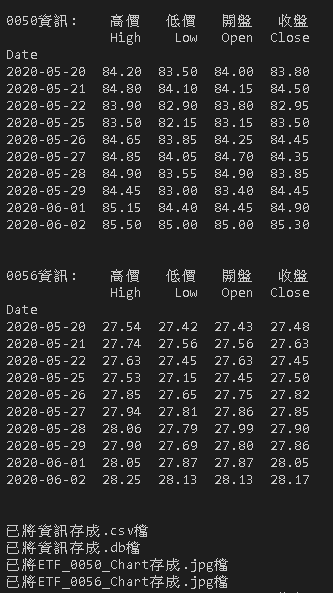 0050資訊: 高價 低價 開盤 收盤
High Low Open Close
Date
2020-05-20 84.20 83.50 84.00 83.80
2020-05-21 84.80 84.10 84.15 84.50
2020-05-22 83.90 82.90 83.80 82.95
2020-05-25 83.50 82.15 83.15 83.50
2020-05-26 84.65 83.85 84.25 84.45
2020-05-27 84.85 84.05 84.70 84.35
2020-05-28 84.90 83.55 84.90 83.85
2020-05-29 84.45 83.00 83.40 84.45
2020-06-01 85.15 84.40 84.45 84.90
2020-06-02 85.50 85.00 85.00 85.30
0056資訊: 高價 低價 開盤 收盤
High Low Open Close
Date
2020-05-20 27.54 27.42 27.43 27.48
2020-05-21 27.74 27.56 27.56 27.63
2020-05-22 27.63 27.45 27.63 27.45
2020-05-25 27.53 27.15 27.45 27.50
2020-05-26 27.85 27.65 27.75 27.82
2020-05-27 27.94 27.81 27.86 27.85
2020-05-28 28.06 27.79 27.99 27.90
2020-05-29 27.90 27.69 27.80 27.86
2020-06-01 28.05 27.87 27.87 28.05
2020-06-02 28.25 28.13 28.13 28.17
已將資訊存成.csv檔
已將資訊存成.db檔
已將ETF_0050_Chart存成.jpg檔
已將ETF_0056_Chart存成.jpg檔